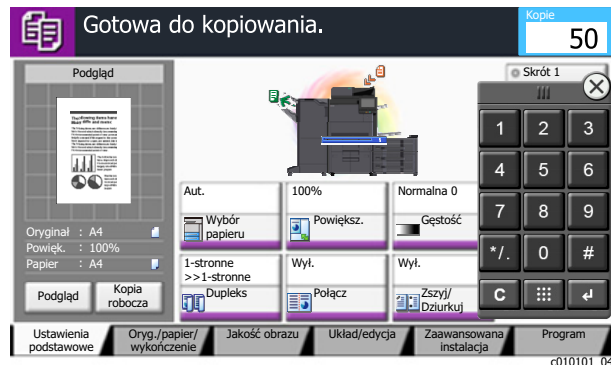 Gotowa do kopiowania.
Kopie
50
Podgląd
Skrót 1
Oryginał : A4
Powięk. : 100%
Papier : A4
Podgląd
Kopia
robocza
Aut.
Wybór
papieru
100%
Powiększ.
Normalna 0
Gęstość
1-stronne
>>1-stronne
Dupleks
Wył.
Połącz
Wył.
Zszyj/
Dziurkuj
1 2 3
4 5 6
7 8 9
*/. 0 #
C
Ustawienia
podstawowe
Oryg./papier/
wykończenie
Jakość obrazu
Układ/edycja
Zaawansowana
instalacja
Program
c010101_04